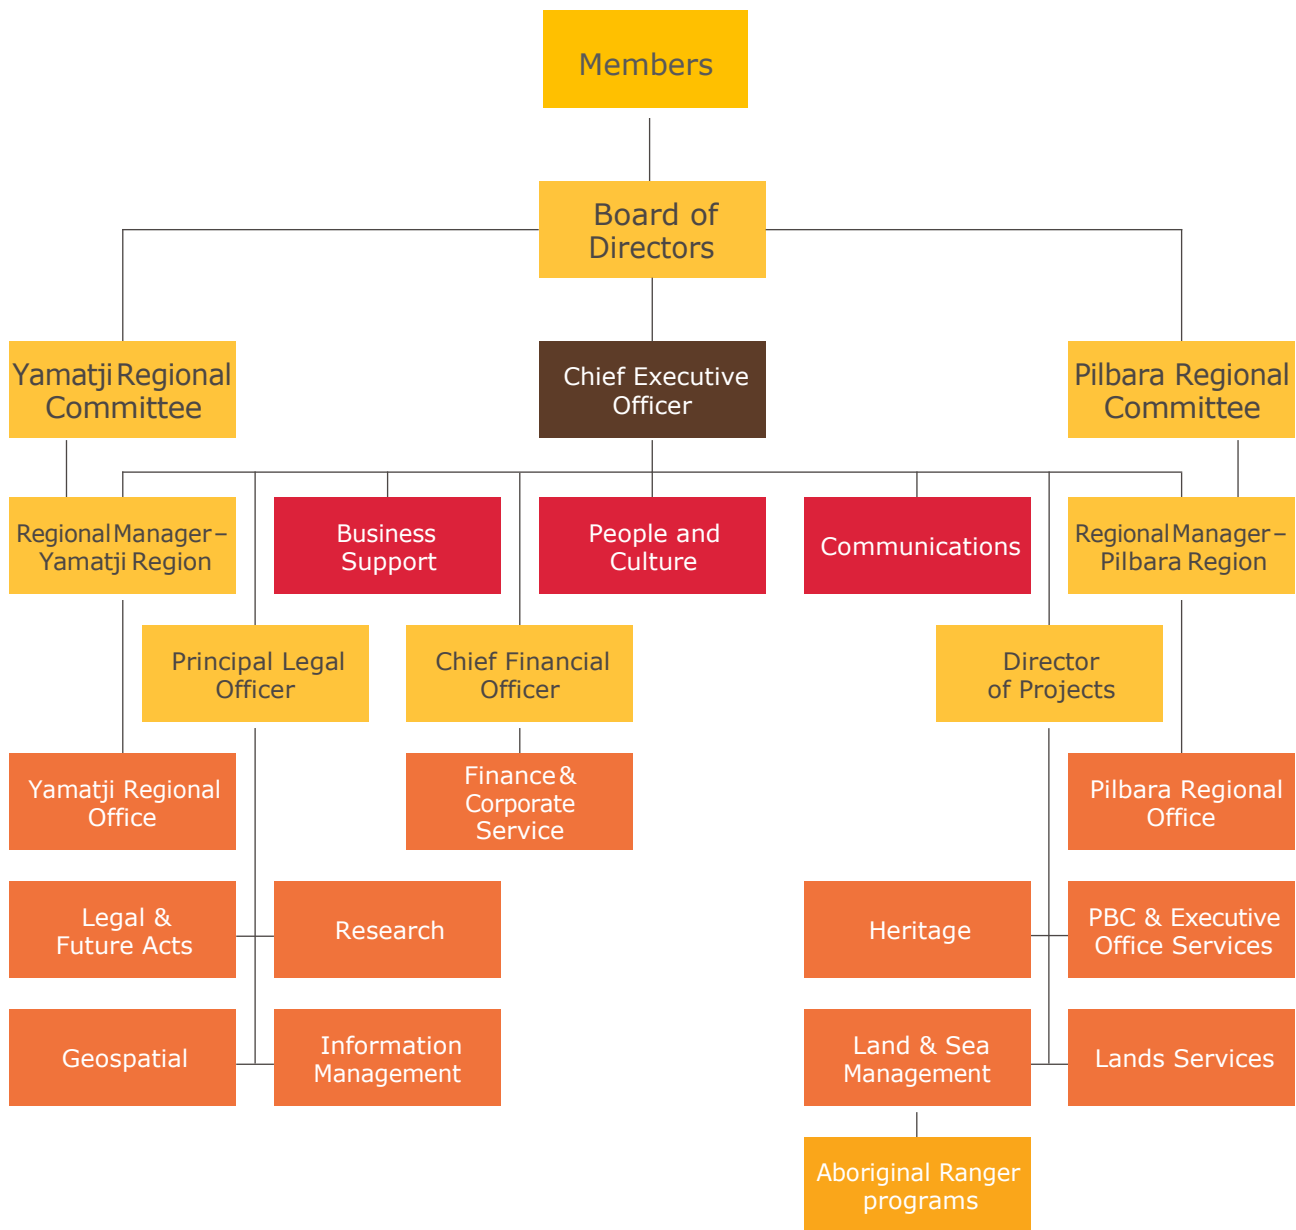 Members
Board of
Directors
Yamatji Regional
Committee
Chief Executive
Officer
Pilbara Regional
Committee
Regional Manager –
Yamatji Region
Business
Support
People and
Culture
Communications
Regional Manager –
Pilbara Region
Principal Legal
Officer
Chief Financial
Officer
Director
of Projects
Yamatji Regional
Office
Finance &
Corporate
Service
Pilbara Regional
Office
Legal &
Future Acts
Research
Heritage
PBC & Executive
Office Services
Geospatial
Information
Management
Land & Sea
Management
Lands Services
Aboriginal Ranger
programs